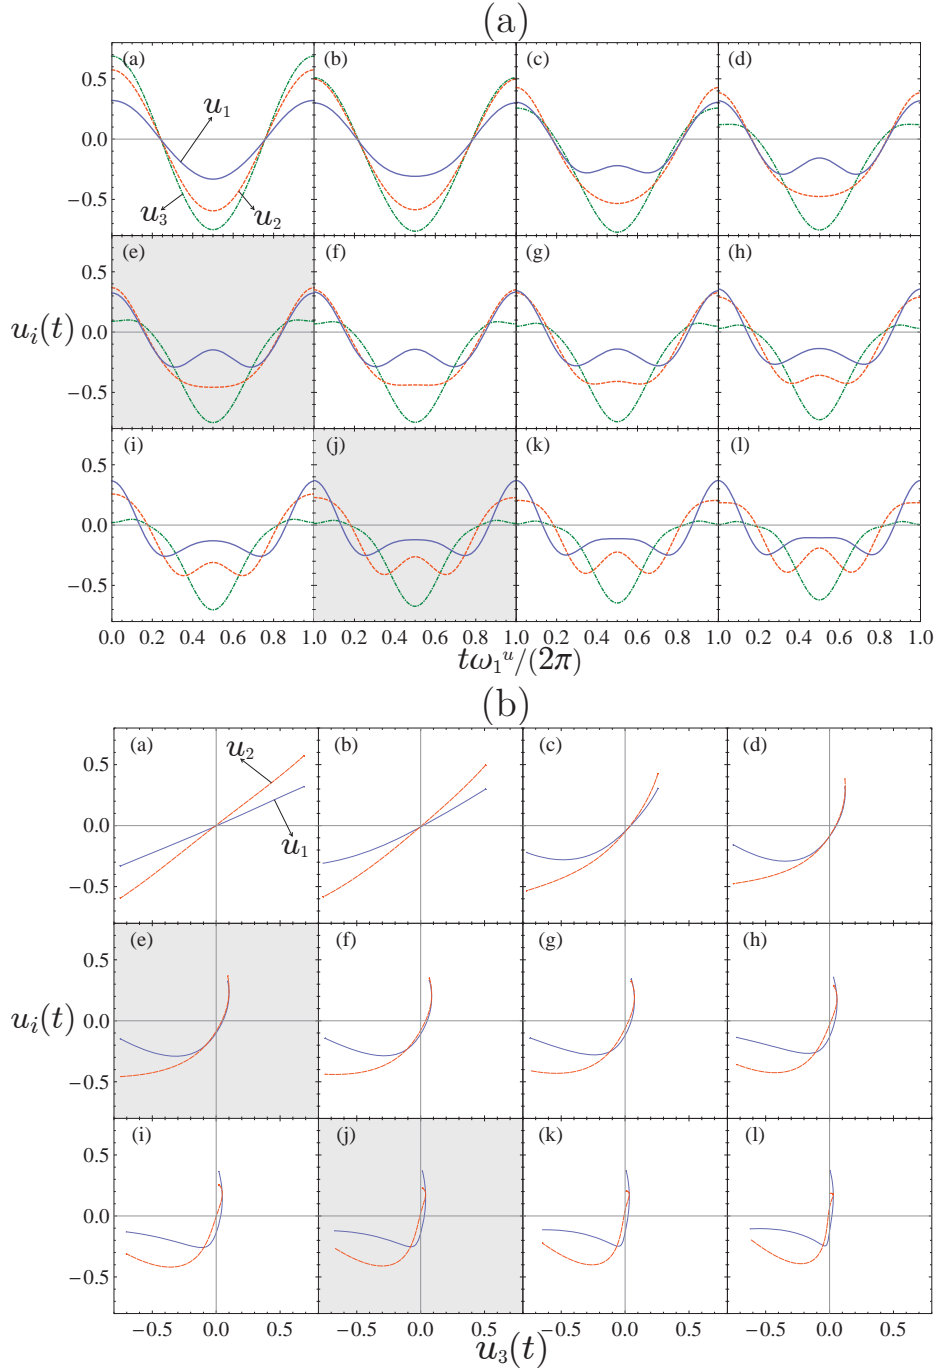 (a)
(a) (b) (c) (d)
0.5
0.0
−0.5
u₁
u₃
u₂
(e) (f) (g) (h)
0.5
uᵢ(t) 0.0
−0.5
(i) (j) (k) (l)
0.5
0.0
−0.5
0.0 0.2 0.4 0.6 0.8 1.0 0.2 0.4 0.6 0.8 1.0 0.2 0.4 0.6 0.8 1.0 0.2 0.4 0.6 0.8 1.0
tω₁ᵘ/(2π)
(b)
(a) (b) (c) (d)
u₂
0.5
0.0
u₁
−0.5
(e) (f) (g) (h)
0.5
uᵢ(t) 0.0
−0.5
(i) (j) (k) (l)
0.5
0.0
−0.5
−0.5 0.0 0.5 −0.5 0.0 0.5 −0.5 0.0 0.5 −0.5 0.0 0.5
u₃(t)